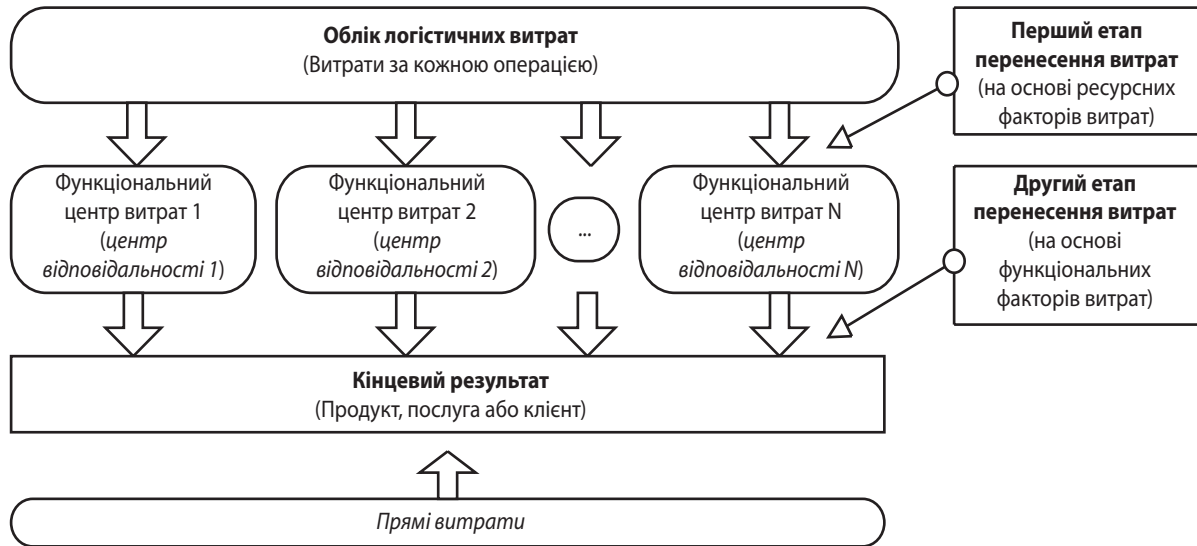 Облік логістичних витрат
(Витрати за кожною операцією)
Перший етап
перенесення витрат
(на основі ресурсних
факторів витрат)
Функціональний
центр витрат 1
(центр
відповідальності 1)
Функціональний
центр витрат 2
(центр
відповідальності 2)
...
Функціональний
центр витрат N
(центр
відповідальності N)
Другий етап
перенесення витрат
(на основі
функціональних
факторів витрат)
Кінцевий результат
(Продукт, послуга або клієнт)
Прямі витрати